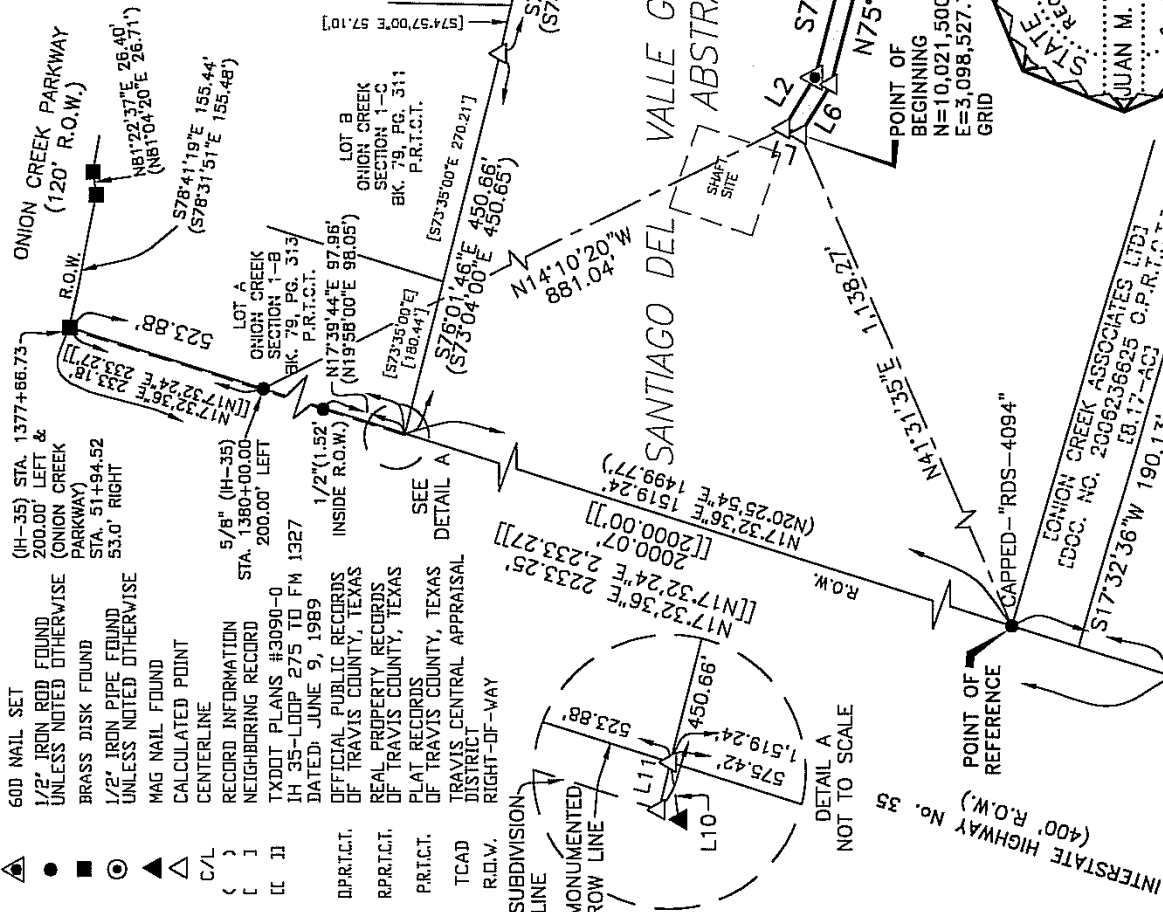 60D NAIL SET
1/2" IRON ROD FOUND
UNLESS NOTED OTHERWISE
BRASS DISK FOUND
1/2" IRON PIPE FOUND
UNLESS NOTED OTHERWISE
MAG NAIL FOUND
CALCULATED POINT
C/L CENTERLINE
( ) RECORD INFORMATION
[ ] NEIGHBORING RECORD
[[ ]] TXDOT PLANS #3090-0
IH 35-LOOP 275 TO FM 1327
DATED: JUNE 9, 1989
O.P.R.T.C.T. OFFICIAL PUBLIC RECORDS
OF TRAVIS COUNTY, TEXAS
R.P.R.T.C.T. REAL PROPERTY RECORDS
OF TRAVIS COUNTY, TEXAS
P.R.T.C.T. PLAT RECORDS
OF TRAVIS COUNTY, TEXAS
TCAD TRAVIS CENTRAL APPRAISAL
DISTRICT
R.O.W. RIGHT-OF-WAY
(IH-35) STA. 1377+66.73
200.00' LEFT &
(ONION CREEK
PARKWAY)
STA. 51+94.52
53.0' RIGHT
5/8" (IH-35)
STA. 1380+00.00
200.00' LEFT
1/2"(1.52'
INSIDE R.O.W.)
SEE
DETAIL A
ONION CREEK PARKWAY
(120' R.O.W.)
R.O.W.
N81°22'37"E 26.40'
(N81°04'20"E 26.71')
S78°41'19"E 155.44'
(S78°31'51"E 155.48')
523.88'
N17°32'36"E 233.18'
[[N17°32'24"E 233.27']]
LOT A
ONION CREEK
SECTION 1-B
BK. 79, PG. 313
P.R.T.C.T.
N17°39'44"E 97.96'
(N19°58'00"E 98.05')
LOT B
ONION CREEK
SECTION 1-C
BK. 79, PG. 311
P.R.T.C.T.
[S74°57'00"E 57.10']
[S73°35'00"E 270.21']
[S73°35'00"E]
[180.44']
S76°01'46"E 450.66'
(S73°04'00"E 450.65')
N14°10'20"W
881.04'
SANTIAGO DEL VALLE G
ABSTRA
SHAFT
SITE
L2
L6
S7
N75°
POINT OF
BEGINNING
N=10,021,500
E=3,098,527.
GRID
STATE
REG
JUAN M.
N41°31'35"E 1,138.27'
N17°32'36"E 1519.24'
(N20°25'54"E 1499.77')
2000.07'
[[2000.00']]
N17°32'36"E 2233.25'
[[N17°32'24"E 2,233.27]]
R.O.W.
CAPPED-"RDS-4094"
[ONION CREEK ASSOCIATES LTD]
[DOC. NO. 2006236625 O.P.R.T.C.T.]
[8.17-AC]
S17°32'36"W 190.13'
POINT OF
REFERENCE
INTERSTATE HIGHWAY No. 35
(400' R.O.W.)
SUBDIVISION
LINE
MONUMENTED
ROW LINE
523.88'
L11
450.66'
1,519.24'
575.42'
L10
DETAIL A
NOT TO SCALE